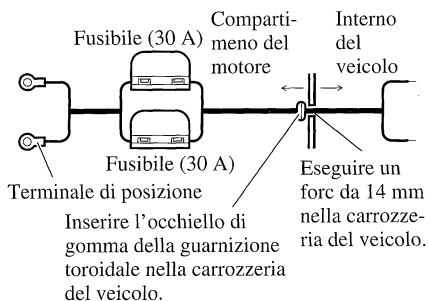 Fusibile (30 A)
Comparti-
meno del
motore
Interno
del
veicolo
Fusibile (30 A)
Terminale di posizione
Inserire l'occhiello di
gomma della guarnizione
toroidale nella carrozzeria
del veicolo.
Eseguire un
forc da 14 mm
nella carrozze-
ria del veicolo.